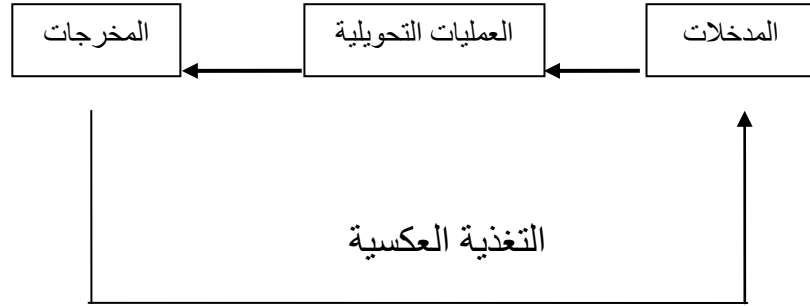 المدخلات
العمليات التحويلية
المخرجات
التغذية العكسية